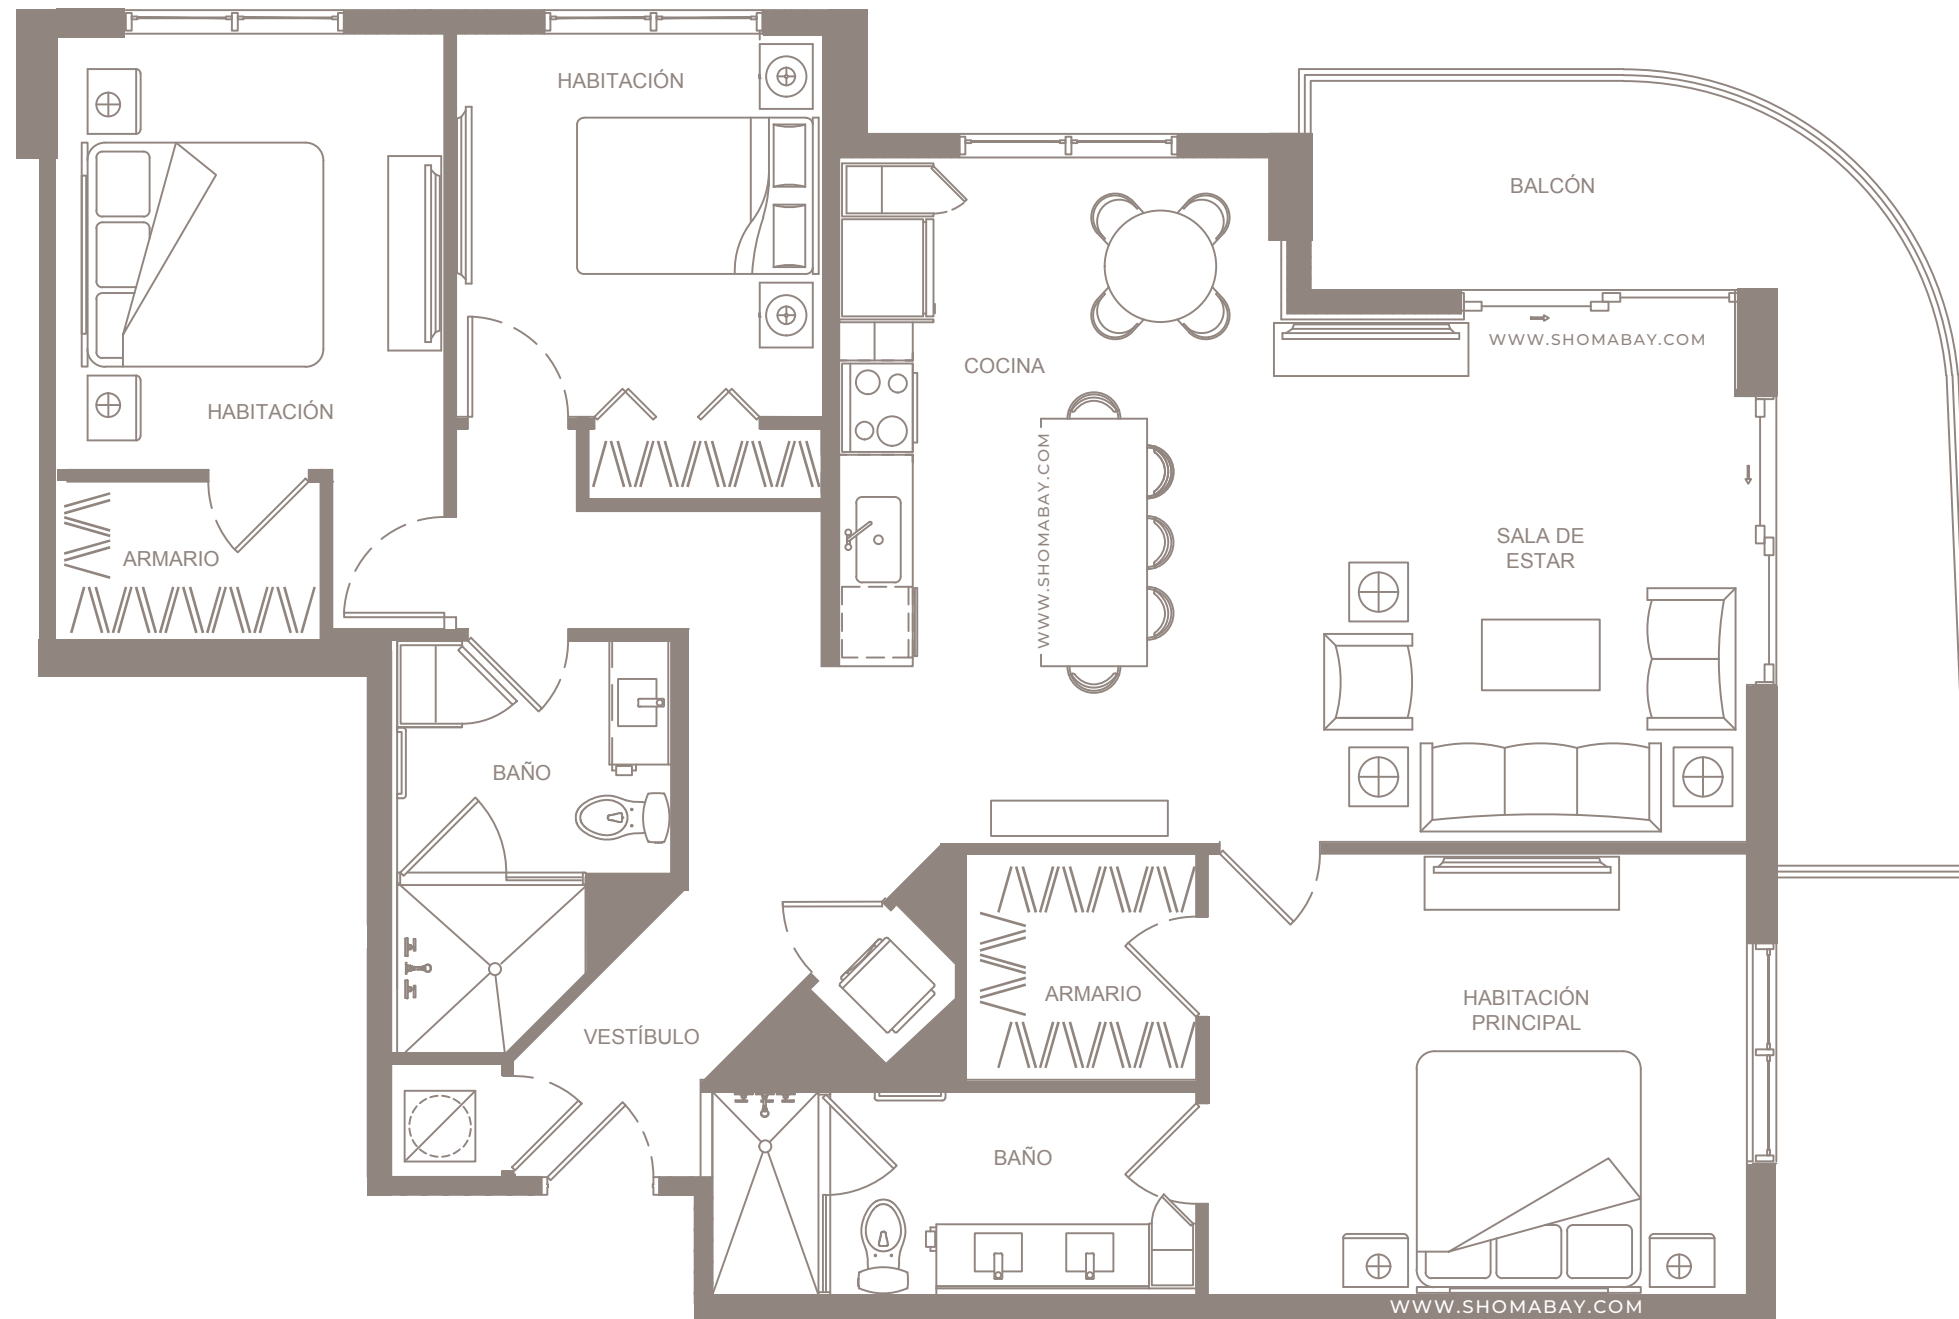 HABITACIÓN
BALCÓN
WWW.SHOMABAY.COM
COCINA
HABITACIÓN
WWW.SHOMABAY.COM
SALA DE
ESTAR
ARMARIO
BAÑO
ARMARIO
HABITACIÓN
PRINCIPAL
VESTÍBULO
BAÑO
WWW.SHOMABAY.COM